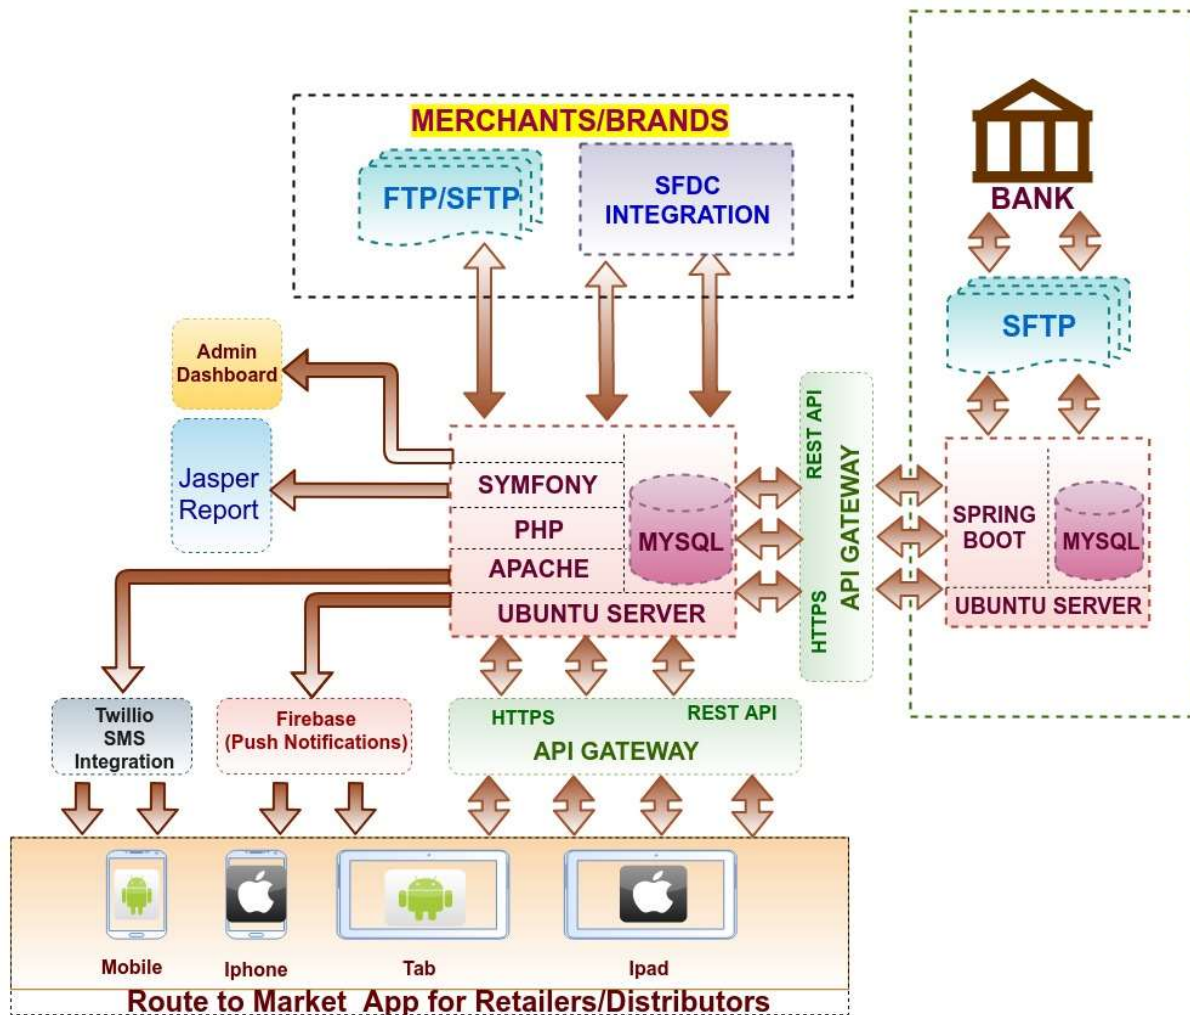 MERCHANTS/BRANDS
FTP/SFTP
SFDC
INTEGRATION
BANK
SFTP
Admin
Dashboard
Jasper
Report
SYMFONY
PHP
APACHE
MYSQL
UBUNTU SERVER
REST API
API GATEWAY
HTTPS
SPRING
BOOT
MYSQL
UBUNTU SERVER
Twillio
SMS
Integration
Firebase
(Push Notifications)
HTTPS
REST API
API GATEWAY
Mobile
Iphone
Tab
Ipad
Route to Market App for Retailers/Distributors